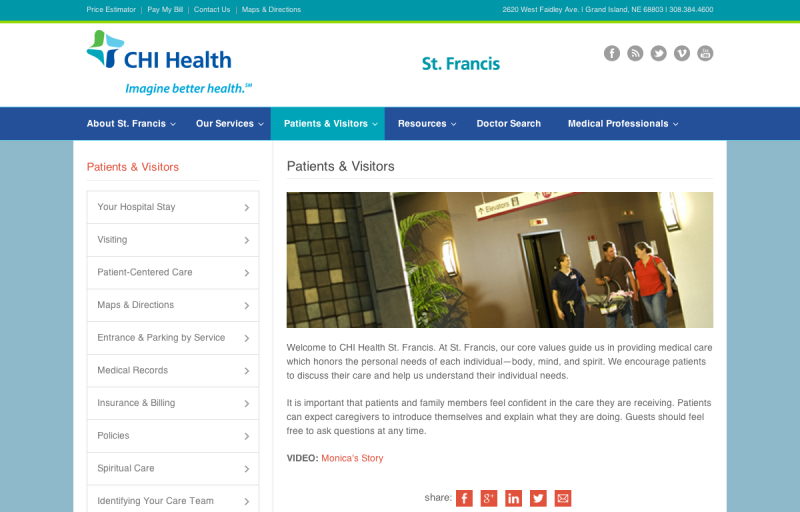 Price Estimator | Pay My Bill | Contact Us | Maps & Directions
2620 West Faidley Ave. | Grand Island, NE 68803 | 308.384.4600
CHI Health
Imagine better health.℠
St. Francis
About St. Francis
Our Services
Patients & Visitors
Resources
Doctor Search
Medical Professionals
Patients & Visitors
Your Hospital Stay
Visiting
Patient-Centered Care
Maps & Directions
Entrance & Parking by Service
Medical Records
Insurance & Billing
Policies
Spiritual Care
Identifying Your Care Team
Patients & Visitors
Elevators
Welcome to CHI Health St. Francis. At St. Francis, our core values guide us in providing medical care
which honors the personal needs of each individual—body, mind, and spirit. We encourage patients
to discuss their care and help us understand their individual needs.
It is important that patients and family members feel confident in the care they are receiving. Patients
can expect caregivers to introduce themselves and explain what they are doing. Guests should feel
free to ask questions at any time.
VIDEO: Monica's Story
share: